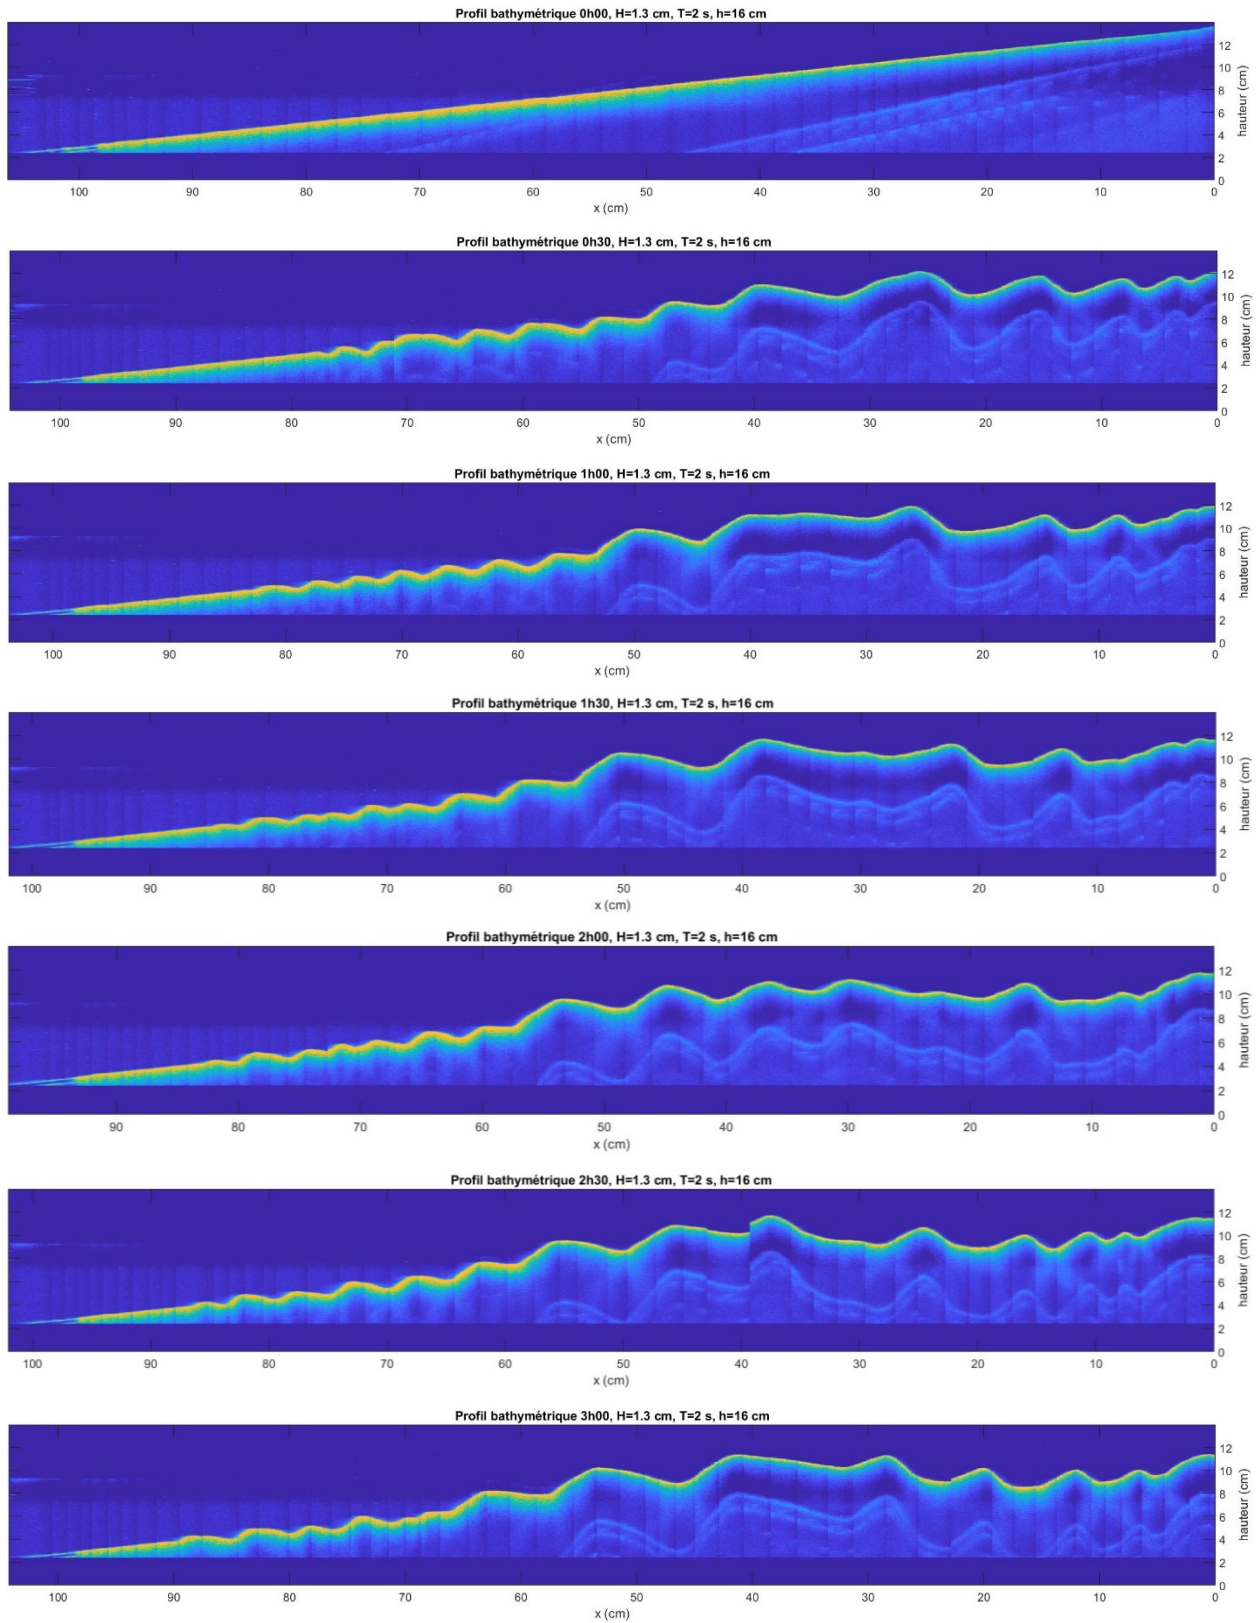 Profil bathymétrique 0h00, H=1.3 cm, T=2 s, h=16 cm
12
10
8
6
4
2
0
hauteur (cm)
100 90 80 70 60 50 40 30 20 10 0
x (cm)
Profil bathymétrique 0h30, H=1.3 cm, T=2 s, h=16 cm
12
10
8
6
4
2
0
hauteur (cm)
100 90 80 70 60 50 40 30 20 10 0
x (cm)
Profil bathymétrique 1h00, H=1.3 cm, T=2 s, h=16 cm
12
10
8
6
4
2
0
hauteur (cm)
100 90 80 70 60 50 40 30 20 10 0
x (cm)
Profil bathymétrique 1h30, H=1.3 cm, T=2 s, h=16 cm
12
10
8
6
4
2
0
hauteur (cm)
100 90 80 70 60 50 40 30 20 10 0
x (cm)
Profil bathymétrique 2h00, H=1.3 cm, T=2 s, h=16 cm
12
10
8
6
4
2
0
hauteur (cm)
90 80 70 60 50 40 30 20 10 0
x (cm)
Profil bathymétrique 2h30, H=1.3 cm, T=2 s, h=16 cm
12
10
8
6
4
2
0
hauteur (cm)
100 90 80 70 60 50 40 30 20 10 0
x (cm)
Profil bathymétrique 3h00, H=1.3 cm, T=2 s, h=16 cm
12
10
8
6
4
2
0
hauteur (cm)
100 90 80 70 60 50 40 30 20 10 0
x (cm)